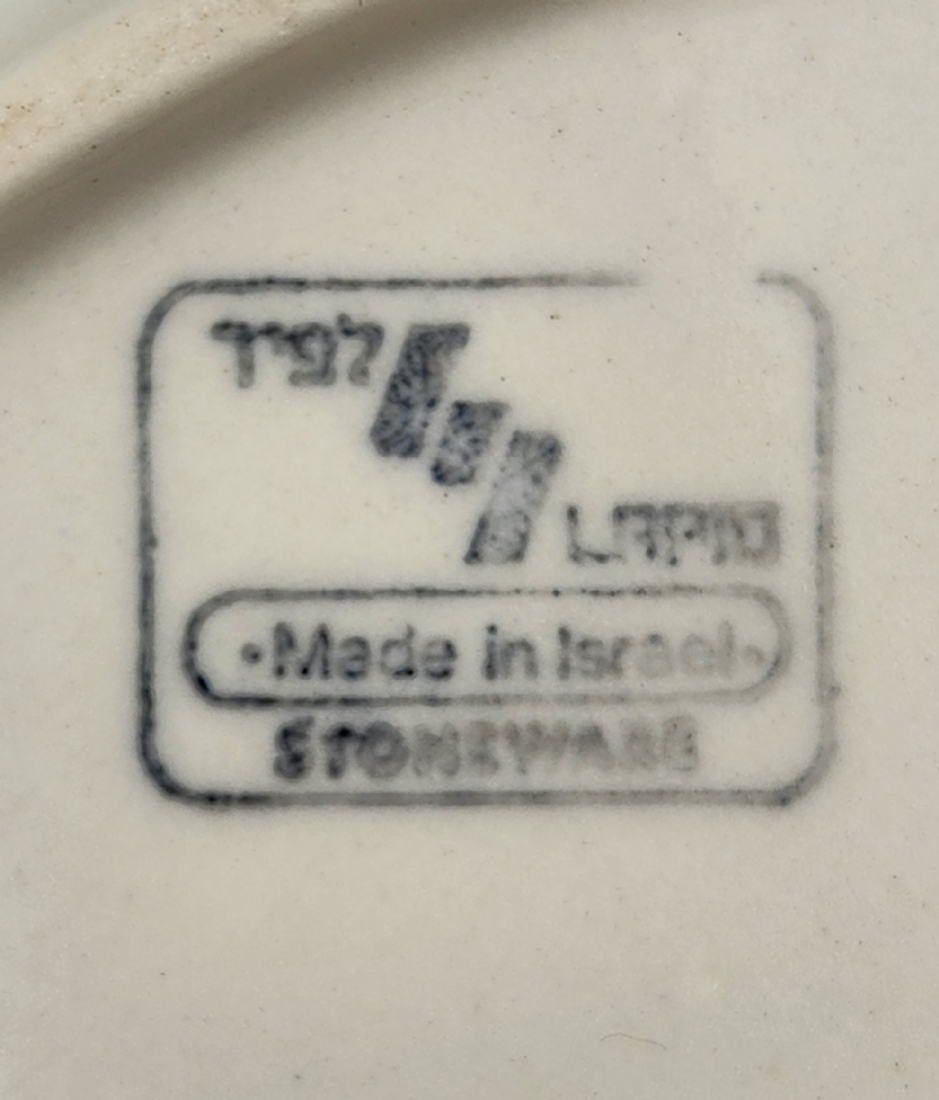 לפיד
LAPID
·Made in Israel·
STONEWARE